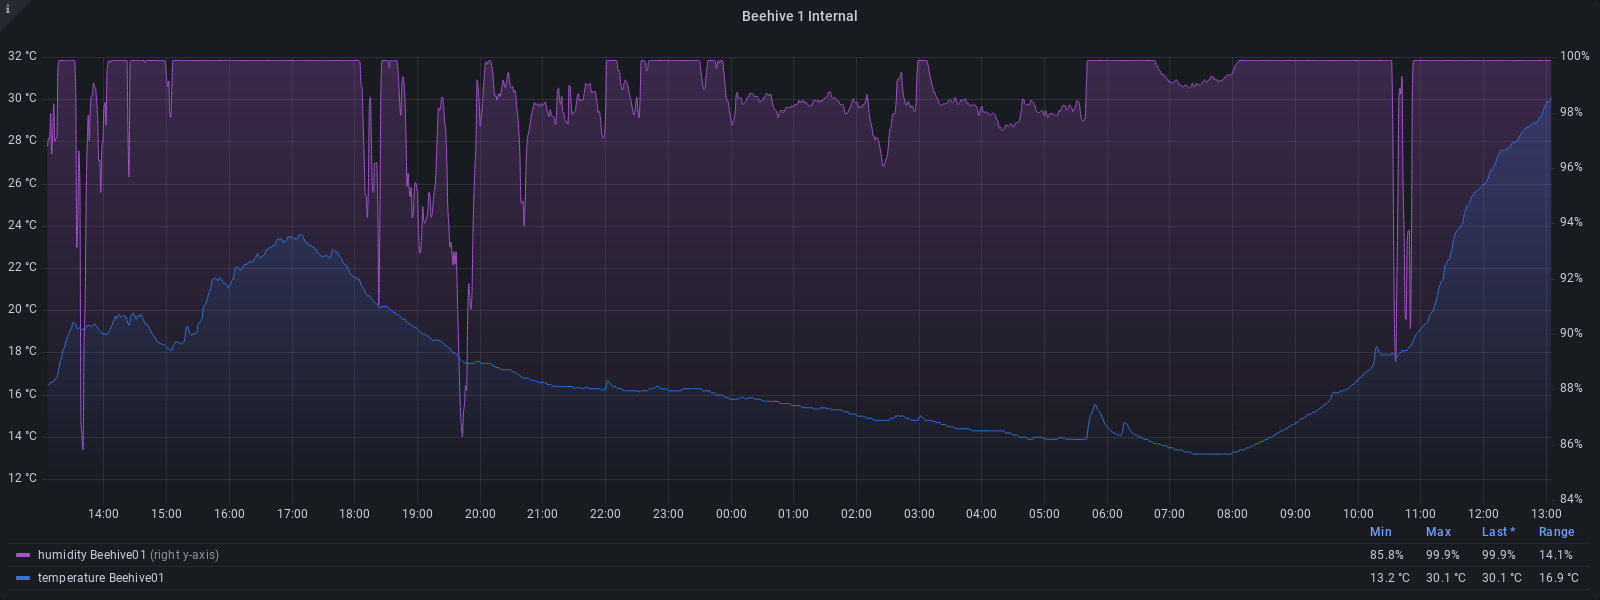 i
Beehive 1 Internal
32 °C 100%
30 °C 98%
28 °C 96%
26 °C 94%
24 °C 92%
22 °C 90%
20 °C 88%
18 °C 86%
16 °C 84%
14 °C
12 °C
14:00 15:00 16:00 17:00 18:00 19:00 20:00 21:00 22:00 23:00 00:00 01:00 02:00 03:00 04:00 05:00 06:00 07:00 08:00 09:00 10:00 11:00 12:00 13:00
Min Max Last * Range
humidity Beehive01 (right y-axis) 85.8% 99.9% 99.9% 14.1%
temperature Beehive01 13.2 °C 30.1 °C 30.1 °C 16.9 °C